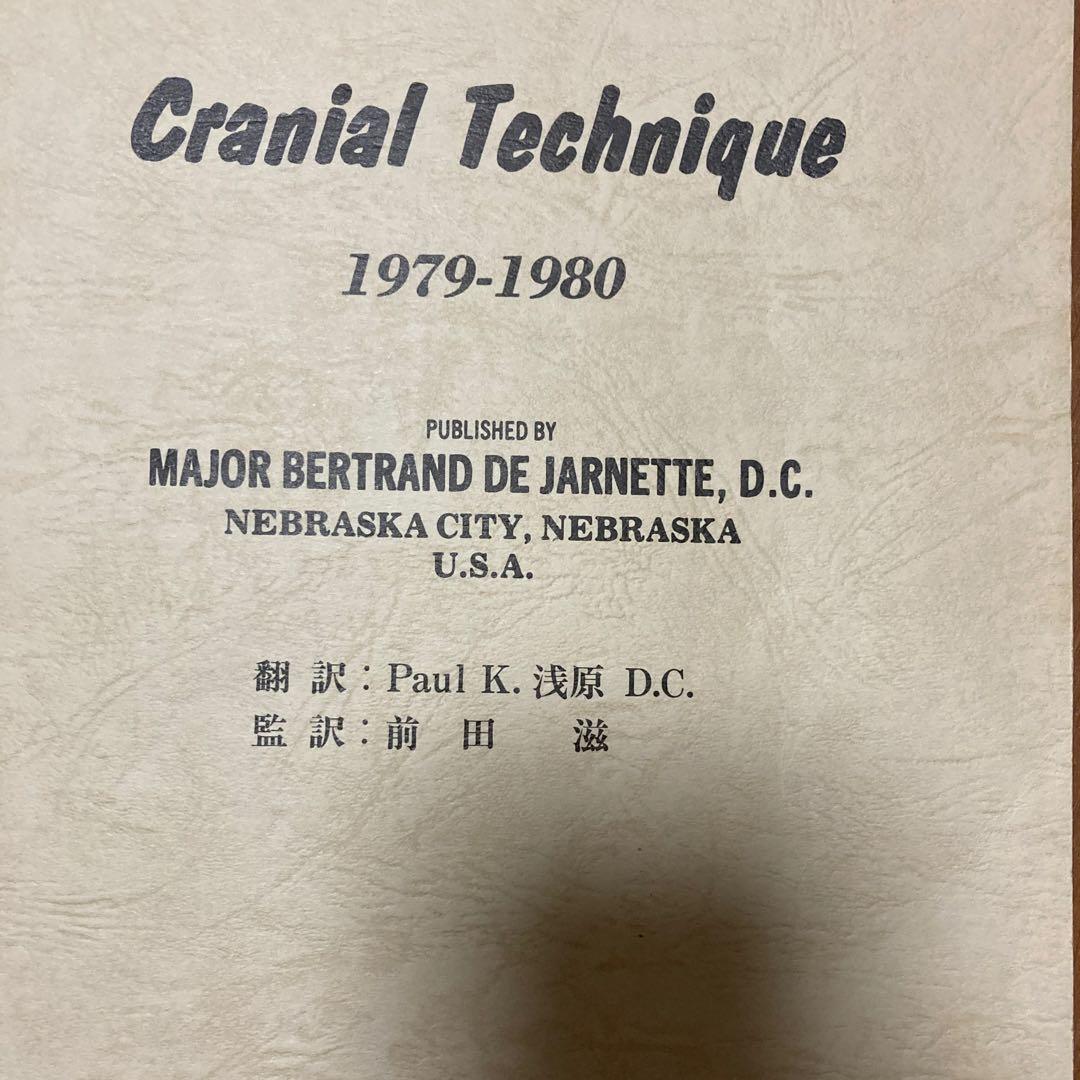 Cranial Technique
1979-1980
PUBLISHED BY
MAJOR BERTRAND DE JARNETTE, D.C.
NEBRASKA CITY, NEBRASKA
U.S.A.
翻 訳 : Paul K. 浅原 D.C.
監 訳 : 前 田 滋